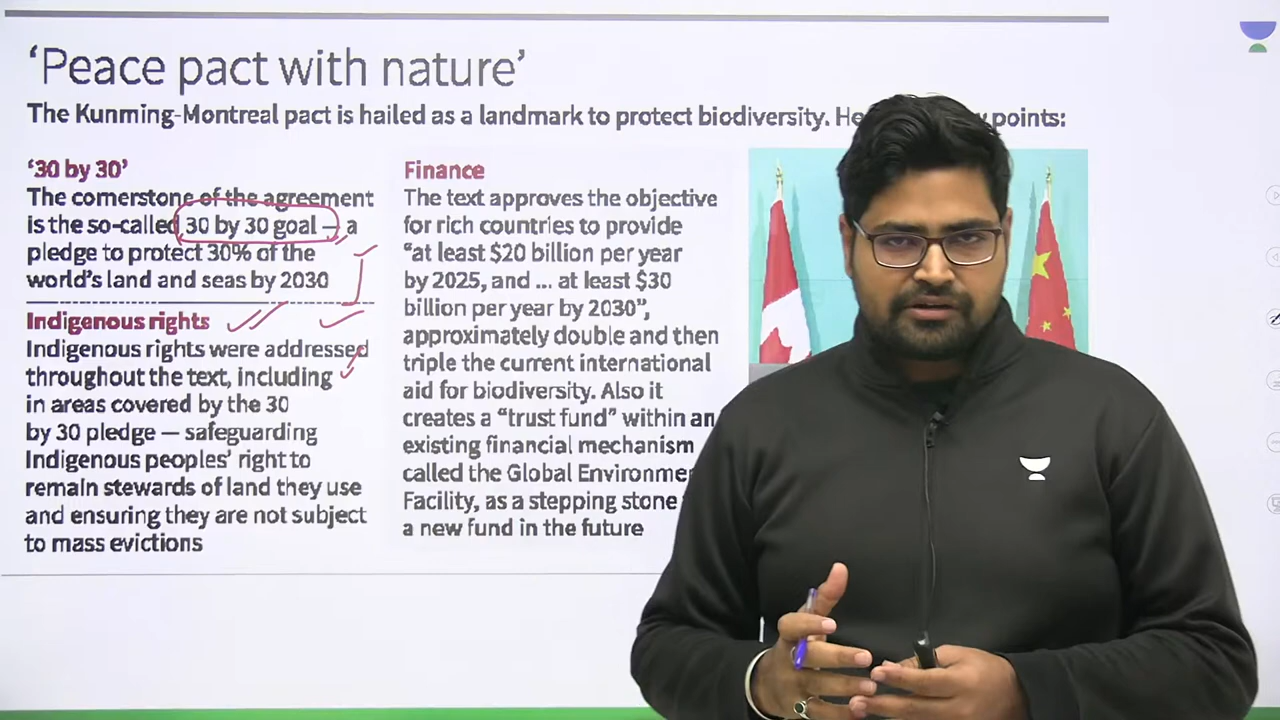 ‘Peace pact with nature’
The Kunming-Montreal pact is hailed as a landmark to protect biodiversity. He points:
‘30 by 30’
The cornerstone of the agreement
is the so-called 30 by 30 goal — a
pledge to protect 30% of the
world’s land and seas by 2030
Indigenous rights
Indigenous rights were addressed
throughout the text, including
in areas covered by the 30
by 30 pledge — safeguarding
Indigenous peoples’ right to
remain stewards of land they use
and ensuring they are not subject
to mass evictions
Finance
The text approves the objective
for rich countries to provide
“at least $20 billion per year
by 2025, and ... at least $30
billion per year by 2030”,
approximately double and then
triple the current international
aid for biodiversity. Also it
creates a “trust fund” within an
existing financial mechanism
called the Global Environme
Facility, as a stepping stone
a new fund in the future